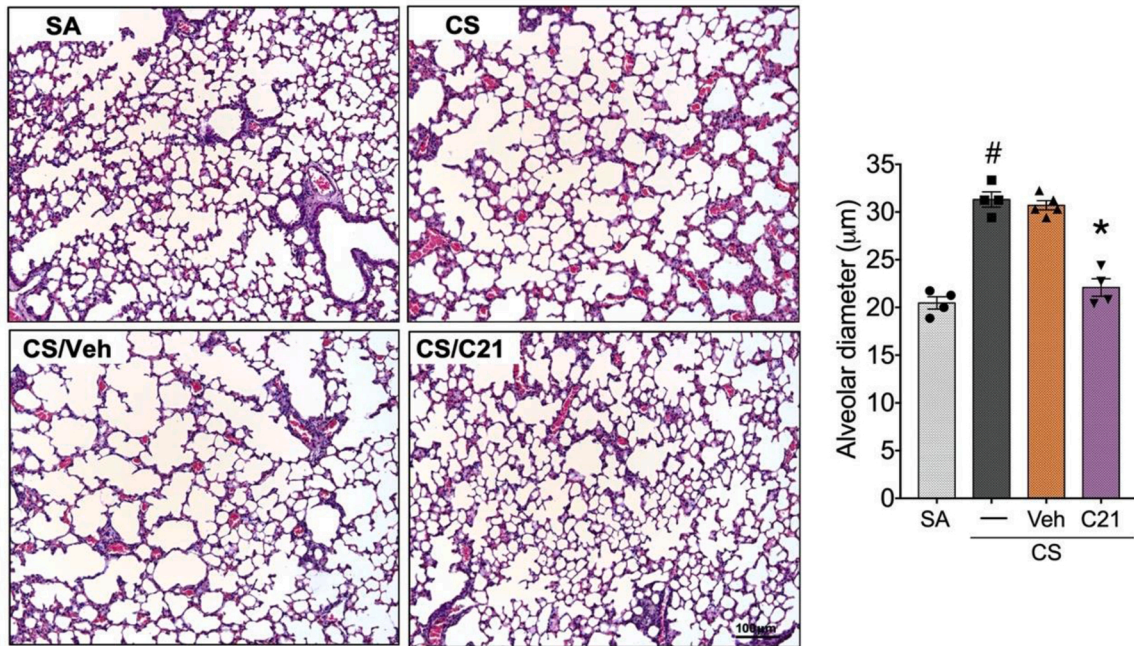 SA
CS
CS/Veh
CS/C21
100µm
Alveolar diameter (µm)
35
30
25
20
15
10
5
0
#
*
SA
—
Veh
C21
CS